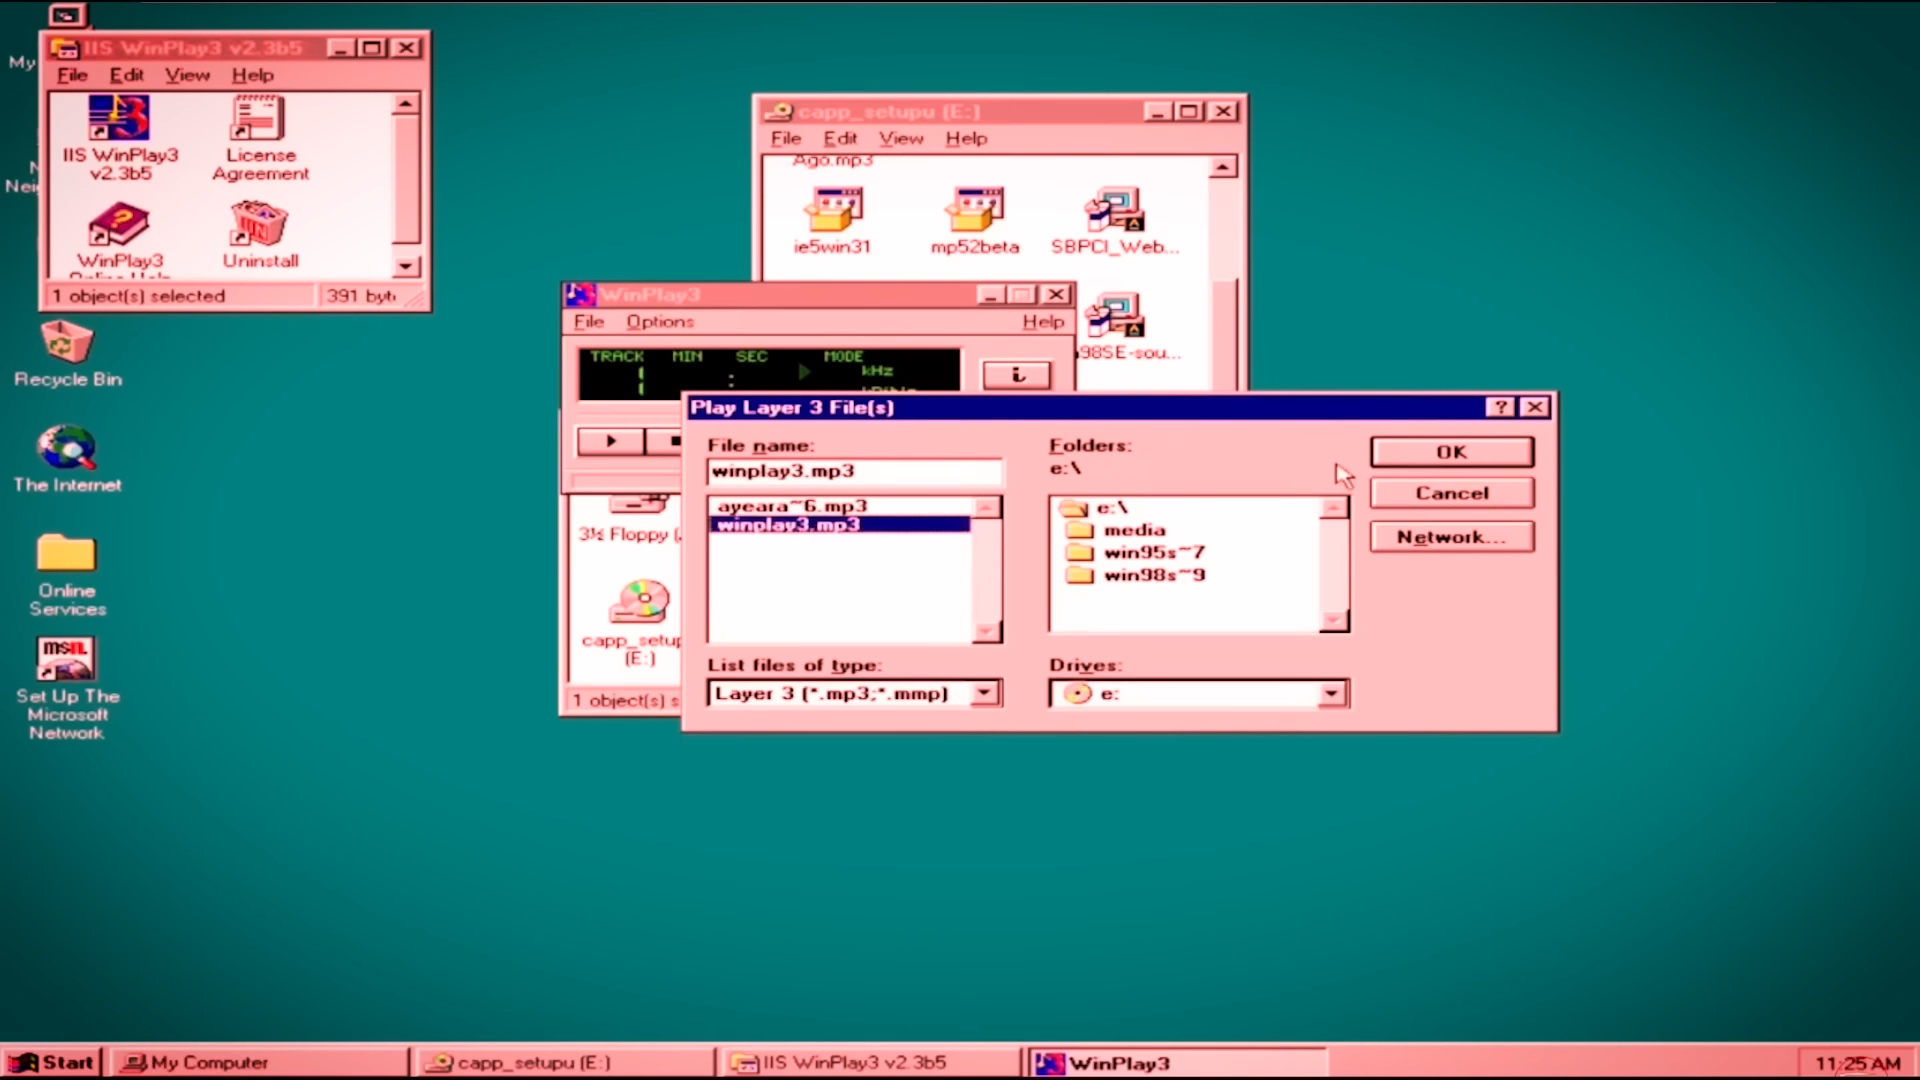 My
IIS WinPlay3 v2.3b5
File Edit View Help
IIS WinPlay3
v2.3b5
License
Agreement
WinPlay3
Online Help
Uninstall
1 object(s) selected
391 byt
Nei
Recycle Bin
The Internet
Online
Services
msn.
Set Up The
Microsoft
Network
capp_setupu (E:)
File Edit View Help
Ago.mp3
ie5win31
mp52beta
SBPCI_Web...
98SE-sou...
WinPlay3
File Options Help
TRACK MIN SEC MODE
kHz
i
3½ Floppy (
capp_setup
(E:)
1 object(s) s
Play Layer 3 File(s)
File name:
winplay3.mp3
ayeara~6.mp3
winplay3.mp3
List files of type:
Layer 3 (*.mp3;*.mmp)
Folders:
e:\
e:\
media
win95s~7
win98s~9
Drives:
e:
OK
Cancel
Network...
Start
My Computer
capp_setupu (E:)
IIS WinPlay3 v2.3b5
WinPlay3
11:25 AM